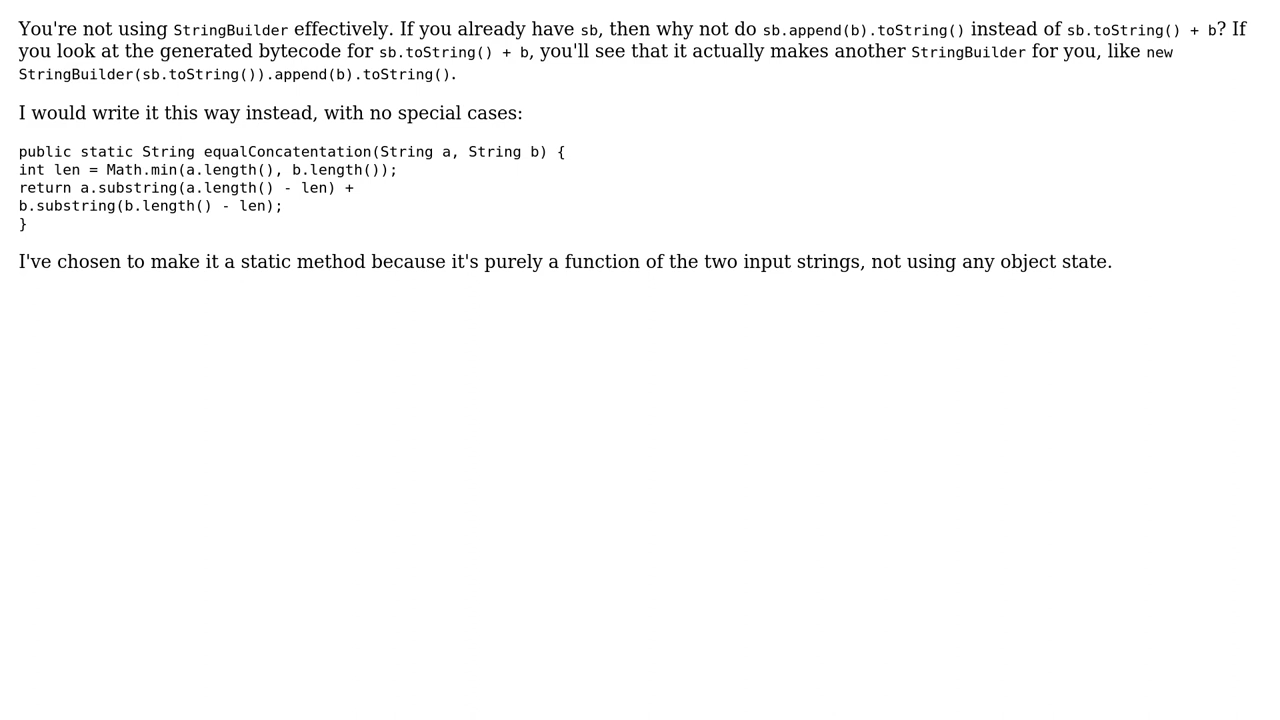 You're not using StringBuilder effectively. If you already have sb, then why not do sb.append(b).toString() instead of sb.toString() + b? If
you look at the generated bytecode for sb.toString() + b, you'll see that it actually makes another StringBuilder for you, like new
StringBuilder(sb.toString()).append(b).toString().
I would write it this way instead, with no special cases:
public static String equalConcatentation(String a, String b) {
int len = Math.min(a.length(), b.length());
return a.substring(a.length() - len) +
b.substring(b.length() - len);
}
I've chosen to make it a static method because it's purely a function of the two input strings, not using any object state.